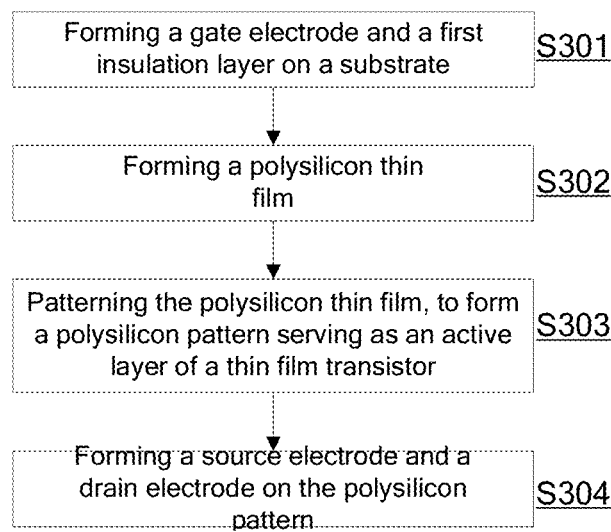 Forming a gate electrode and a first
insulation layer on a substrate
S301
Forming a polysilicon thin
film
S302
Patterning the polysilicon thin film, to form
a polysilicon pattern serving as an active
layer of a thin film transistor
S303
Forming a source electrode and a
drain electrode on the polysilicon
pattern
S304